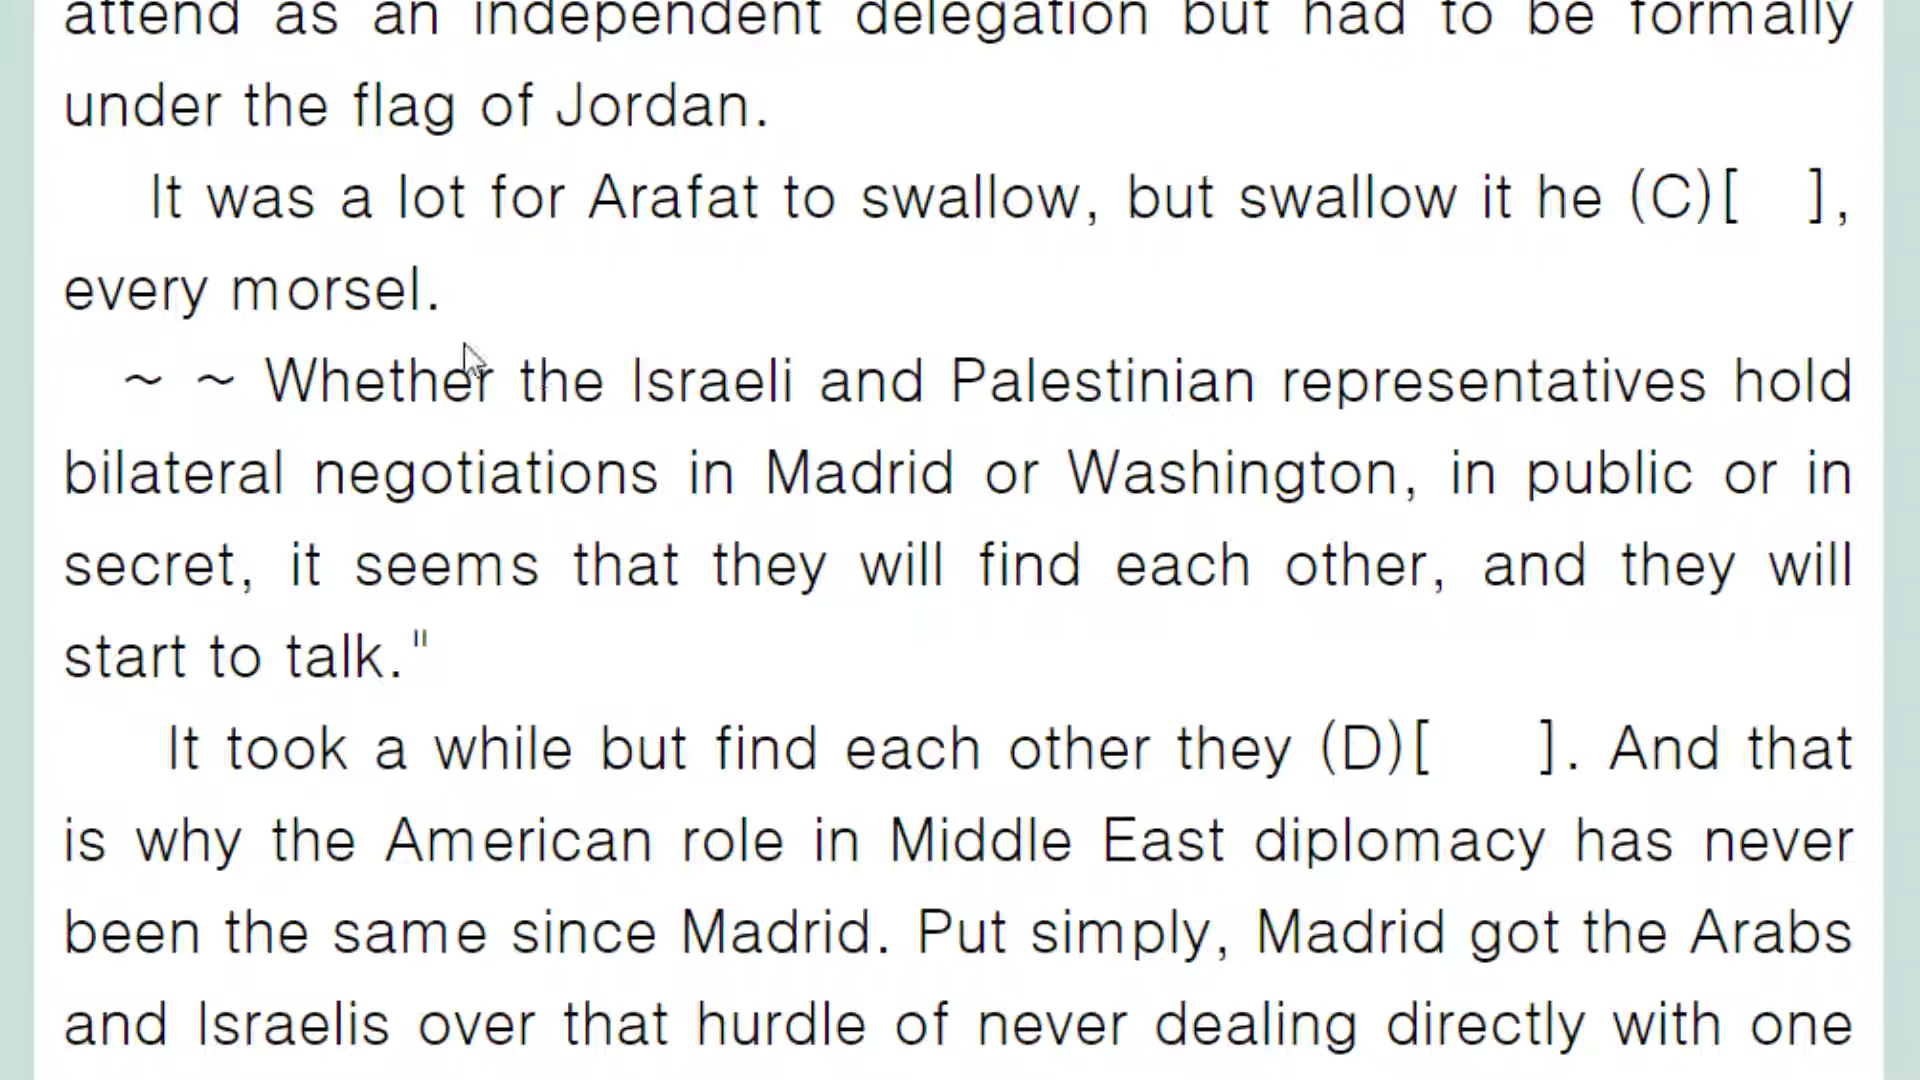 attend as an independent delegation but had to be formally
under the flag of Jordan.
It was a lot for Arafat to swallow, but swallow it he (C)[ ],
every morsel.
~ ~ Whether the Israeli and Palestinian representatives hold
bilateral negotiations in Madrid or Washington, in public or in
secret, it seems that they will find each other, and they will
start to talk."
It took a while but find each other they (D)[ ]. And that
is why the American role in Middle East diplomacy has never
been the same since Madrid. Put simply, Madrid got the Arabs
and Israelis over that hurdle of never dealing directly with one